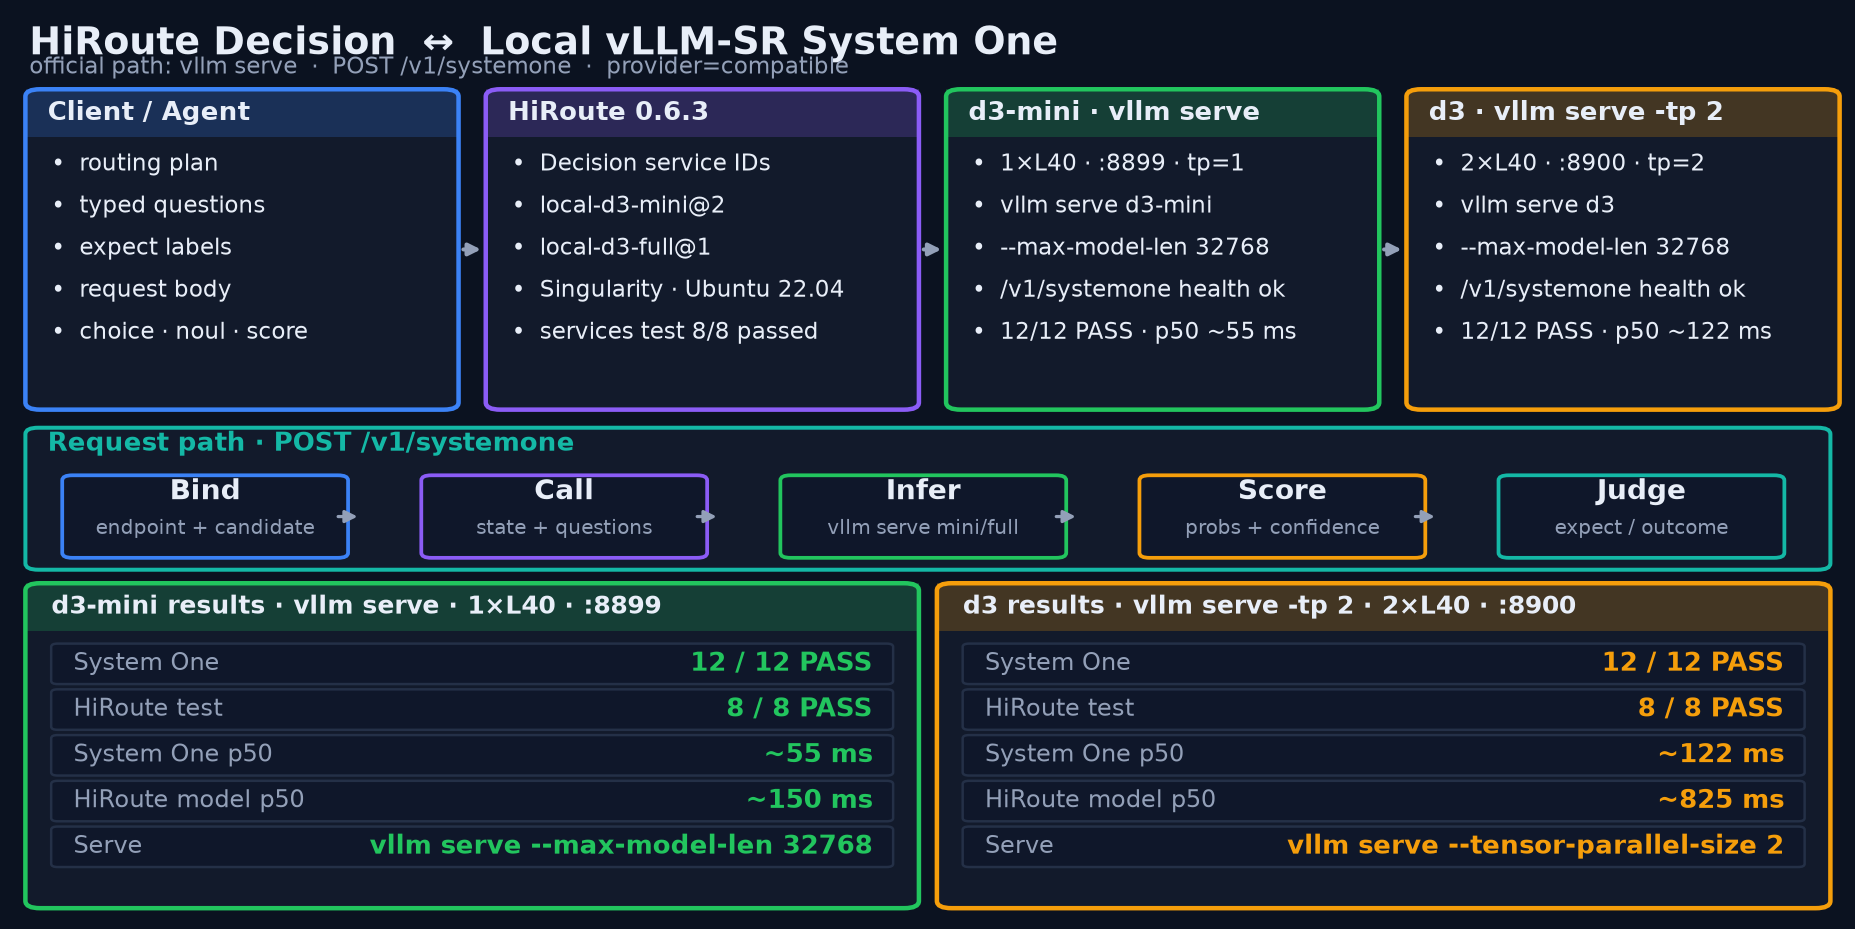 HiRoute Decision ↔ Local vLLM-SR System One
official path: vllm serve · POST /v1/systemone · provider=compatible
Client / Agent
• routing plan
• typed questions
• expect labels
• request body
• choice · noul · score
HiRoute 0.6.3
• Decision service IDs
• local-d3-mini@2
• local-d3-full@1
• Singularity · Ubuntu 22.04
• services test 8/8 passed
d3-mini · vllm serve
• 1×L40 · :8899 · tp=1
• vllm serve d3-mini
• --max-model-len 32768
• /v1/systemone health ok
• 12/12 PASS · p50 ~55 ms
d3 · vllm serve -tp 2
• 2×L40 · :8900 · tp=2
• vllm serve d3
• --max-model-len 32768
• /v1/systemone health ok
• 12/12 PASS · p50 ~122 ms
Request path · POST /v1/systemone
Bind
endpoint + candidate
Call
state + questions
Infer
vllm serve mini/full
Score
probs + confidence
Judge
expect / outcome
d3-mini results · vllm serve · 1×L40 · :8899
System One 12 / 12 PASS
HiRoute test 8 / 8 PASS
System One p50 ~55 ms
HiRoute model p50 ~150 ms
Serve vllm serve --max-model-len 32768
d3 results · vllm serve -tp 2 · 2×L40 · :8900
System One 12 / 12 PASS
HiRoute test 8 / 8 PASS
System One p50 ~122 ms
HiRoute model p50 ~825 ms
Serve vllm serve --tensor-parallel-size 2